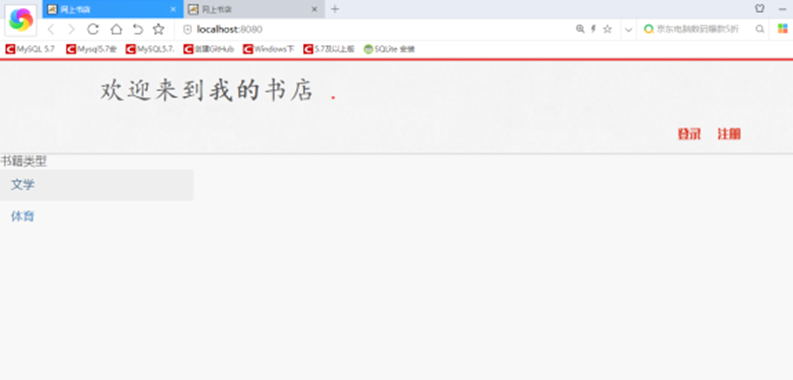 网上书店
网上书店
localhost:8080
京东电脑数码爆款5折
MySQL 5.7
Mysql5.7安
MySQL5.7.
创建GitHub
Windows下
5.7及以上版
SQLite 安装
欢迎来到我的书店 .
登录 注册
书籍类型
文学
体育